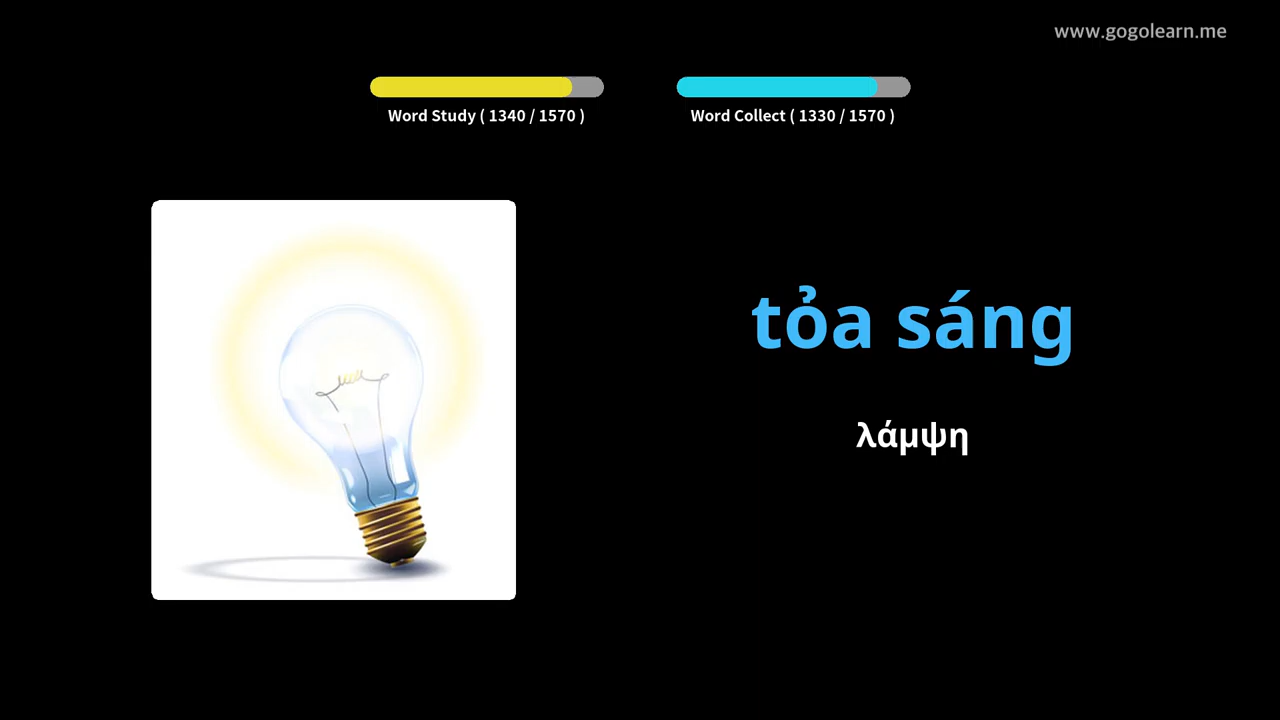 www.gogolearn.me
Word Study ( 1340 / 1570 )
Word Collect ( 1330 / 1570 )
tỏa sáng
λάμψη